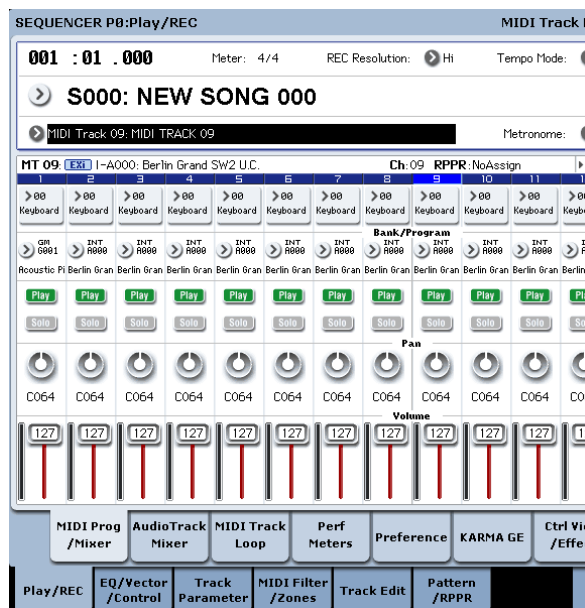 SEQUENCER P0:Play/REC MIDI Track
001 : 01 . 000 Meter: 4/4 REC Resolution: Hi Tempo Mode:
S000: NEW SONG 000
MIDI Track 09: MIDI TRACK 09 Metronome:
MT 09: EXi I-A000: Berlin Grand SW2 U.C. Ch:09 RPPR:NoAssign
1 2 3 4 5 6 7 8 9 10 11
00 00 00 00 00 00 00 00 00 00 00 00
Keyboard Keyboard Keyboard Keyboard Keyboard Keyboard Keyboard Keyboard Keyboard Keyboard Keyboard
Bank/Program
GM INT INT INT INT INT INT INT INT INT INT
G001 A000 A000 A000 A000 A000 A000 A000 A000 A000 A000
Acoustic Pi Berlin Gran Berlin Gran Berlin Gran Berlin Gran Berlin Gran Berlin Gran Berlin Gran Berlin Gran Berlin Gran Berlin Gran
Play Play Play Play Play Play Play Play Play Play Play
Solo Solo Solo Solo Solo Solo Solo Solo Solo Solo Solo
Pan
C064 C064 C064 C064 C064 C064 C064 C064 C064 C064 C064
Volume
127 127 127 127 127 127 127 127 127 127 127
MIDI Prog AudioTrack MIDI Track Perf Preference KARMA GE Ctrl
/Mixer Mixer Loop Meters
Play/REC EQ/Vector Track MIDI Filter Track Edit Pattern
/Control Parameter /Zones /RPPR